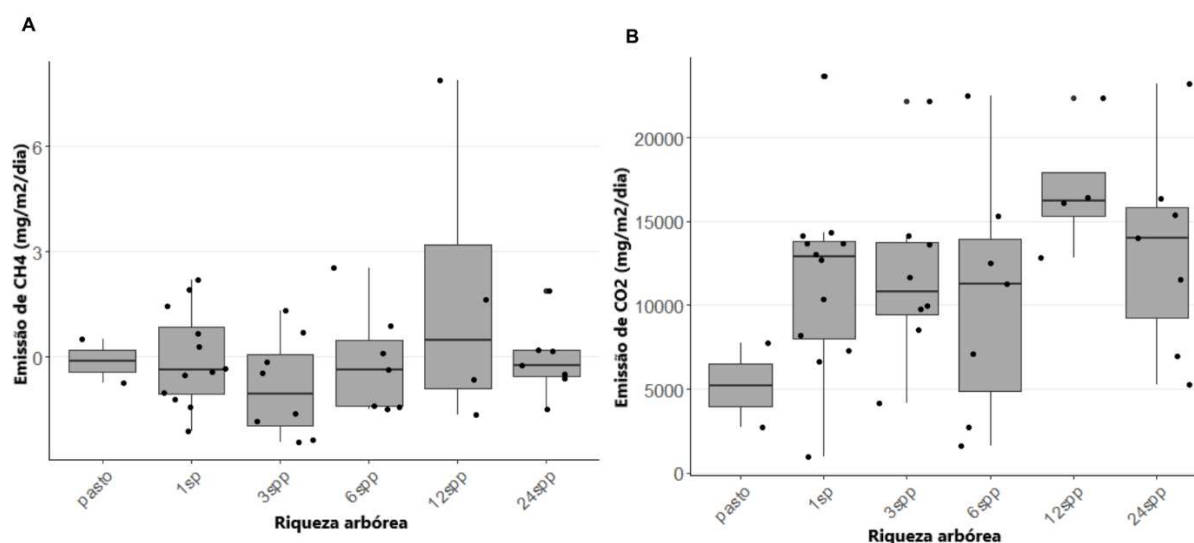 A
Emissão de CH4 (mg/m2/dia)
6
3
0
pasto
1sp
3spp
6spp
12spp
24spp
Riqueza arbórea
B
Emissão de CO2 (mg/m2/dia)
20000
15000
10000
5000
0
pasto
1sp
3spp
6spp
12spp
24spp
Riqueza arbórea